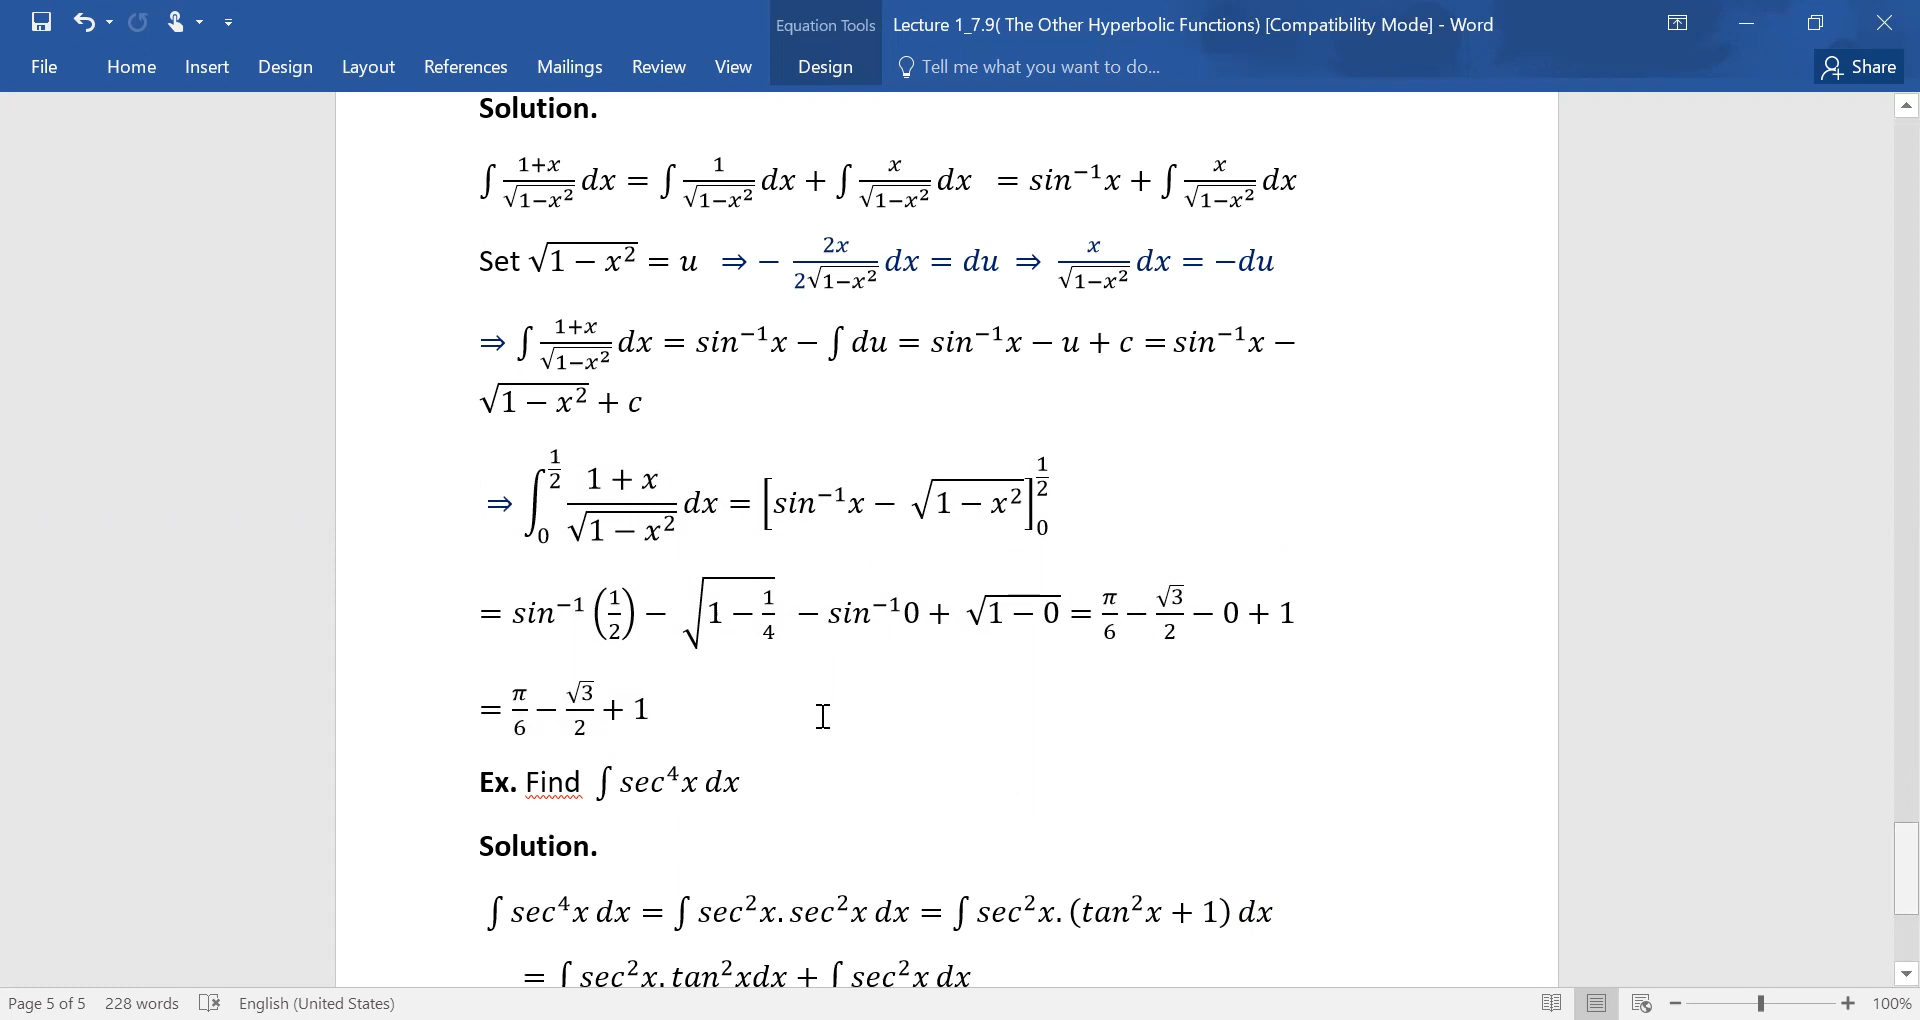 Equation Tools
Lecture 1_7.9( The Other Hyperbolic Functions) [Compatibility Mode] - Word
File Home Insert Design Layout References Mailings Review View Design Tell me what you want to do... Share
Solution.
∫ (1+x)/√(1−x²) dx = ∫ 1/√(1−x²) dx + ∫ x/√(1−x²) dx = sin⁻¹x + ∫ x/√(1−x²) dx
Set √(1 − x²) = u ⇒ − 2x/(2√(1−x²)) dx = du ⇒ x/√(1−x²) dx = −du
⇒ ∫ (1+x)/√(1−x²) dx = sin⁻¹x − ∫ du = sin⁻¹x − u + c = sin⁻¹x −
√(1 − x²) + c
⇒ ∫₀^(1/2) (1 + x)/√(1 − x²) dx = [sin⁻¹x − √(1 − x²)]₀^(1/2)
= sin⁻¹(1/2) − √(1 − 1/4) − sin⁻¹0 + √(1 − 0) = π/6 − √3/2 − 0 + 1
= π/6 − √3/2 + 1
Ex. Find ∫ sec⁴x dx
Solution.
∫ sec⁴x dx = ∫ sec²x. sec²x dx = ∫ sec²x. (tan²x + 1) dx
= ∫ sec²x. tan²xdx + ∫ sec²x dx
Page 5 of 5 228 words English (United States) 100%